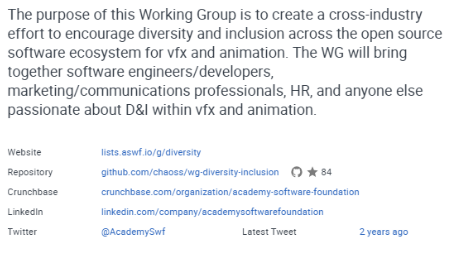 The purpose of this Working Group is to create a cross-industry
effort to encourage diversity and inclusion across the open source
software ecosystem for vfx and animation. The WG will bring
together software engineers/developers,
marketing/communications professionals, HR, and anyone else
passionate about D&I within vfx and animation.
Website lists.aswf.io/g/diversity
Repository github.com/chaoss/wg-diversity-inclusion 84
Crunchbase crunchbase.com/organization/academy-software-foundation
LinkedIn linkedin.com/company/academysoftwarefoundation
Twitter @AcademySwf Latest Tweet 2 years ago